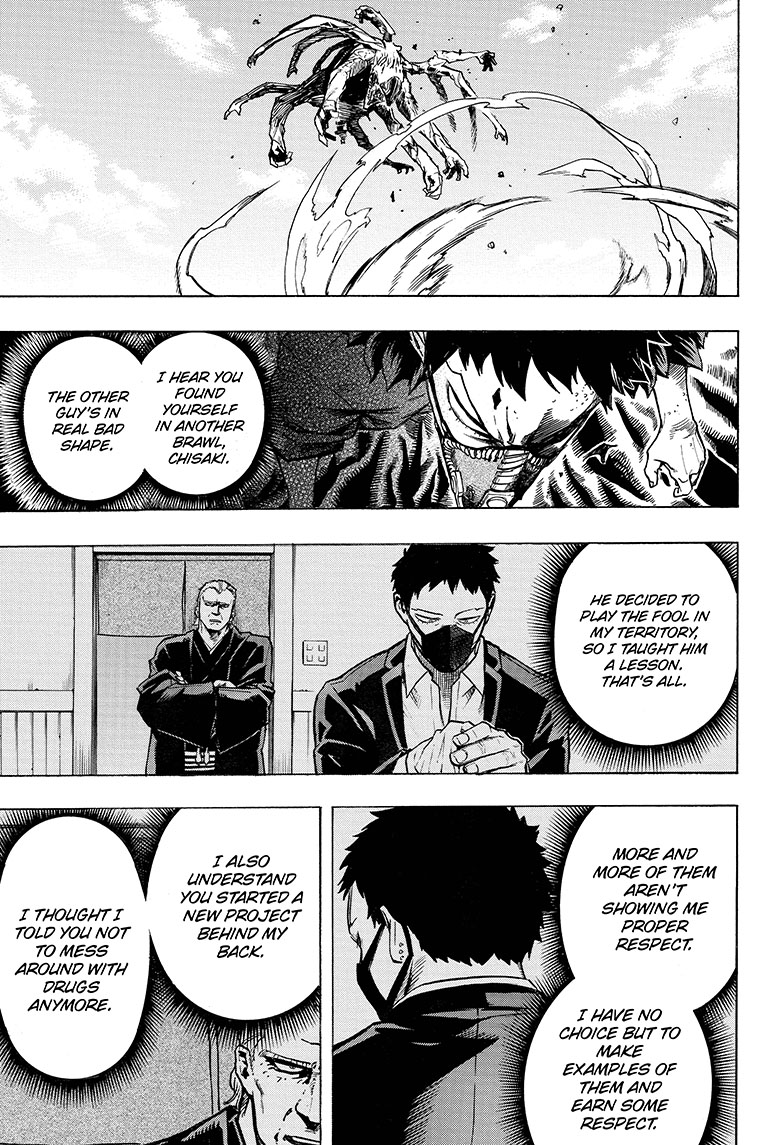 I HEAR YOU
FOUND
YOURSELF
IN ANOTHER
BRAWL,
CHISAKI.
THE OTHER
GUY'S IN
REAL BAD
SHAPE.
HE DECIDED TO
PLAY THE FOOL IN
MY TERRITORY,
SO I TAUGHT HIM
A LESSON.
THAT'S ALL.
MORE AND
MORE OF THEM
AREN'T
SHOWING ME
PROPER
RESPECT.
I HAVE NO
CHOICE BUT TO
MAKE
EXAMPLES OF
THEM AND
EARN SOME
RESPECT.
I ALSO
UNDERSTAND
YOU STARTED A
NEW PROJECT
BEHIND MY
BACK.
I THOUGHT I
TOLD YOU NOT
TO MESS
AROUND WITH
DRUGS
ANYMORE.